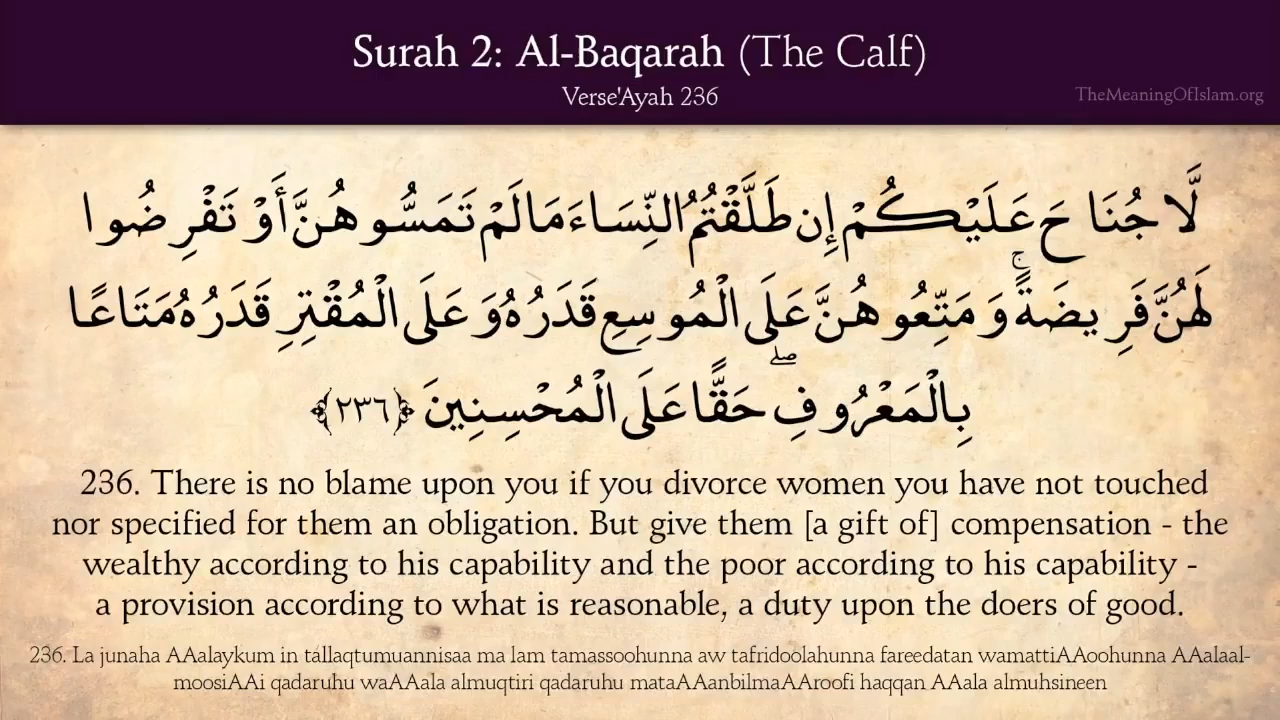 Surah 2: Al-Baqarah (The Calf)
Verse'Ayah 236
TheMeaningOfIslam.org
لَّا جُنَاحَ عَلَيْكُمْ إِن طَلَّقْتُمُ النِّسَاءَ مَا لَمْ تَمَسُّوهُنَّ أَوْ تَفْرِضُوا
لَهُنَّ فَرِيضَةً ۚ وَمَتِّعُوهُنَّ عَلَى الْمُوسِعِ قَدَرُهُ وَعَلَى الْمُقْتِرِ قَدَرُهُ مَتَاعًا
بِالْمَعْرُوفِ ۖ حَقًّا عَلَى الْمُحْسِنِينَ ﴿٢٣٦﴾
236. There is no blame upon you if you divorce women you have not touched
nor specified for them an obligation. But give them [a gift of] compensation - the
wealthy according to his capability and the poor according to his capability -
a provision according to what is reasonable, a duty upon the doers of good.
236. La junaha AAalaykum in tallaqtumuannisaa ma lam tamassoohunna aw tafridoolahunna fareedatan wamattiAAoohunna AAalaal-
moosiAAi qadaruhu waAAala almuqtiri qadaruhu mataAAanbilmaAAroofi haqqan AAala almuhsineen